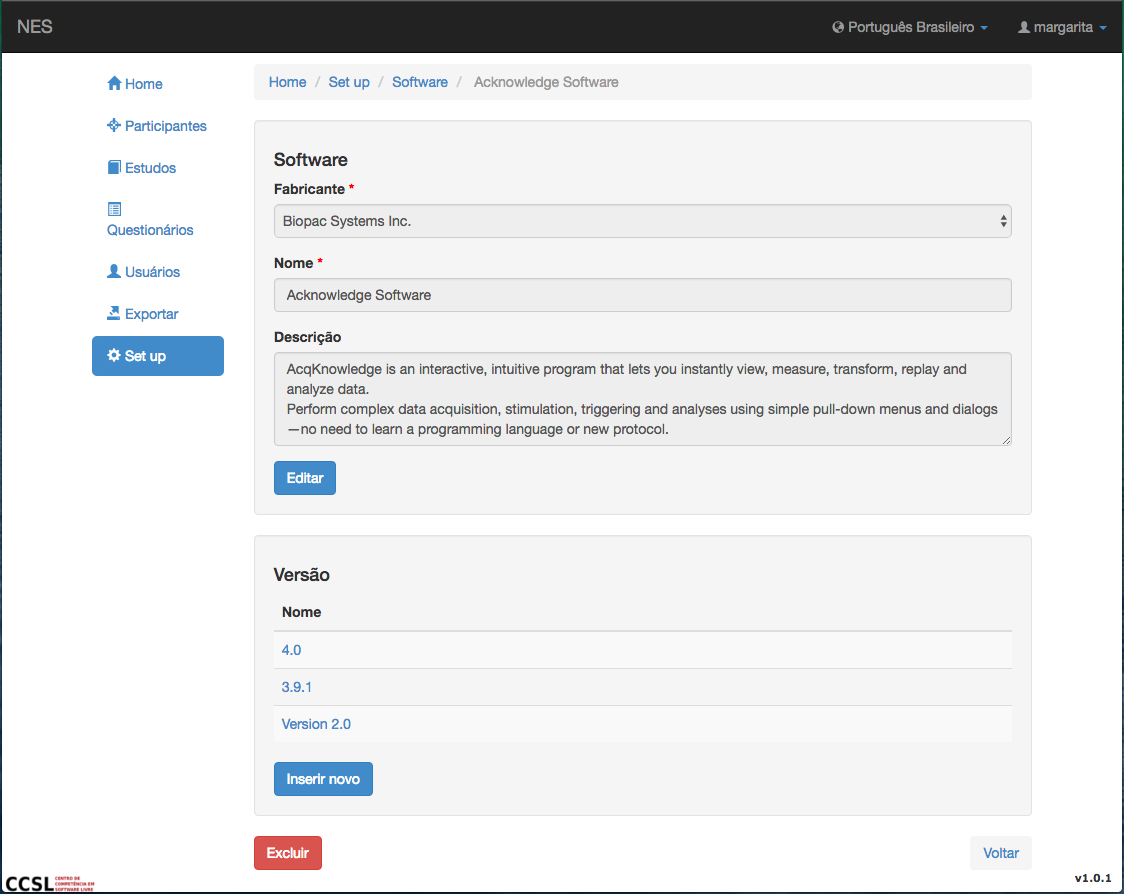 NES
Português Brasileiro
margarita
Home
Participantes
Estudos
Questionários
Usuários
Exportar
Set up
Home / Set up / Software / Acknowledge Software
Software
Fabricante *
Biopac Systems Inc.
Nome *
Acknowledge Software
Descrição
AcqKnowledge is an interactive, intuitive program that lets you instantly view, measure, transform, replay and
analyze data.
Perform complex data acquisition, stimulation, triggering and analyses using simple pull-down menus and dialogs
—no need to learn a programming language or new protocol.
Editar
Versão
Nome
4.0
3.9.1
Version 2.0
Inserir novo
Excluir
Voltar
CCSL
CENTRO DE
COMPETÊNCIA EM
SOFTWARE LIVRE
v1.0.1